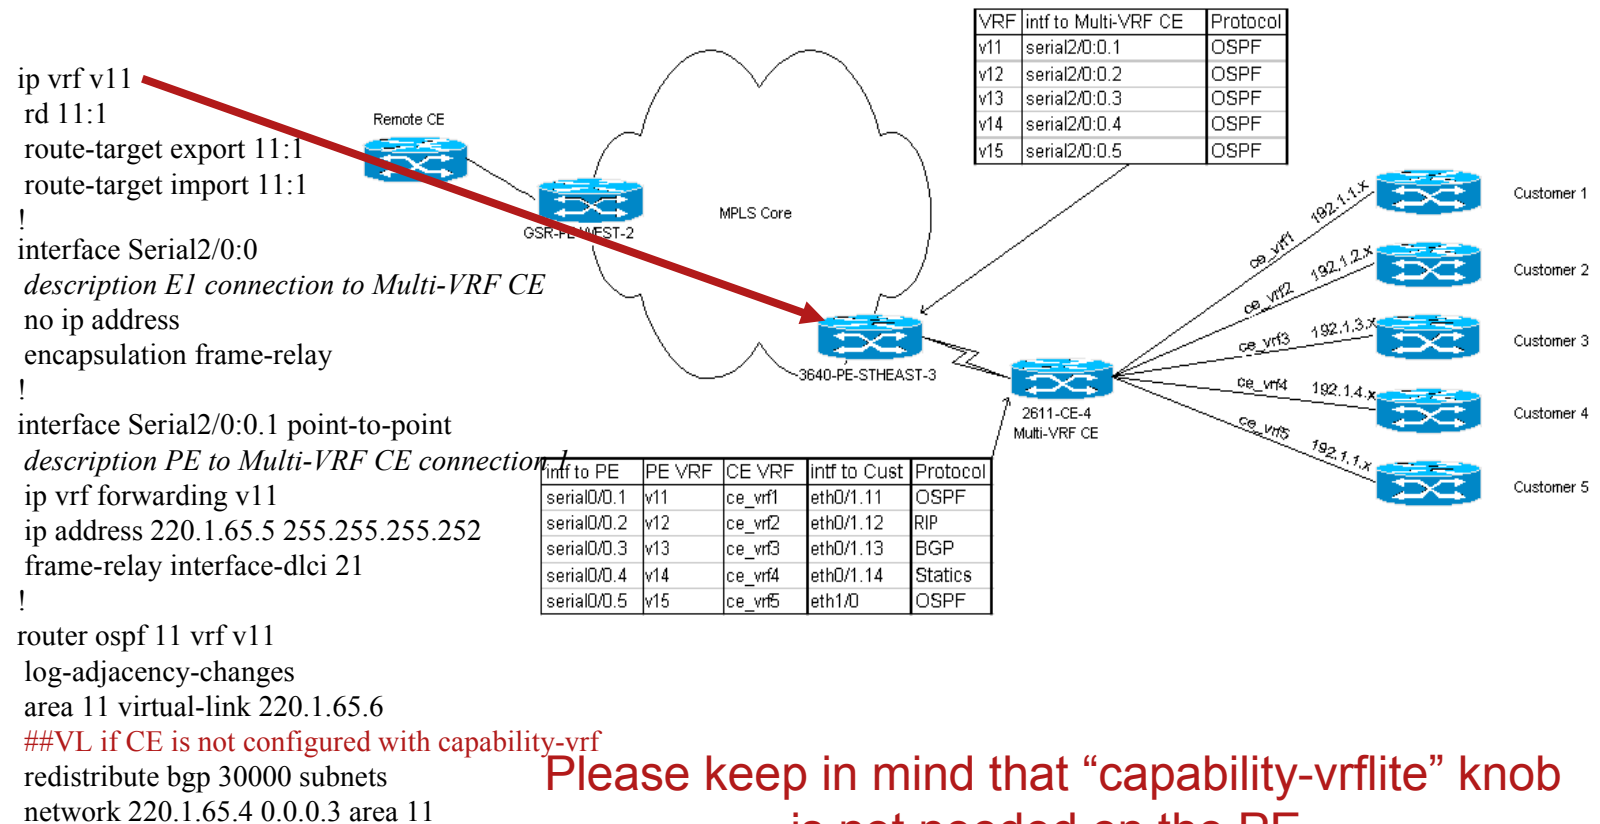 ip vrf v11
rd 11:1
route-target export 11:1
route-target import 11:1
!
interface Serial2/0:0
description E1 connection to Multi-VRF CE
no ip address
encapsulation frame-relay
!
interface Serial2/0:0.1 point-to-point
description PE to Multi-VRF CE connection 1
ip vrf forwarding v11
ip address 220.1.65.5 255.255.255.252
frame-relay interface-dlci 21
!
router ospf 11 vrf v11
log-adjacency-changes
area 11 virtual-link 220.1.65.6
##VL if CE is not configured with capability-vrf
redistribute bgp 30000 subnets
network 220.1.65.4 0.0.0.3 area 11
Remote CE
GSR-PE-WEST-2
MPLS Core
3640-PE-STHEAST-3
2611-CE-4
Multi-VRF CE
VRF intf to Multi-VRF CE Protocol
v11 serial2/0:0.1 OSPF
v12 serial2/0:0.2 OSPF
v13 serial2/0:0.3 OSPF
v14 serial2/0:0.4 OSPF
v15 serial2/0:0.5 OSPF
ce_vrf1 192.1.1.x Customer 1
ce_vrf2 192.1.2.x Customer 2
ce_vrf3 192.1.3.x Customer 3
ce_vrf4 192.1.4.x Customer 4
ce_vrf5 192.1.1.x Customer 5
intf to PE PE VRF CE VRF intf to Cust Protocol
serial0/0.1 v11 ce_vrf1 eth0/1.11 OSPF
serial0/0.2 v12 ce_vrf2 eth0/1.12 RIP
serial0/0.3 v13 ce_vrf3 eth0/1.13 BGP
serial0/0.4 v14 ce_vrf4 eth0/1.14 Statics
serial0/0.5 v15 ce_vrf5 eth1/0 OSPF
Please keep in mind that “capability-vrflite” knob
is not needed on the PE